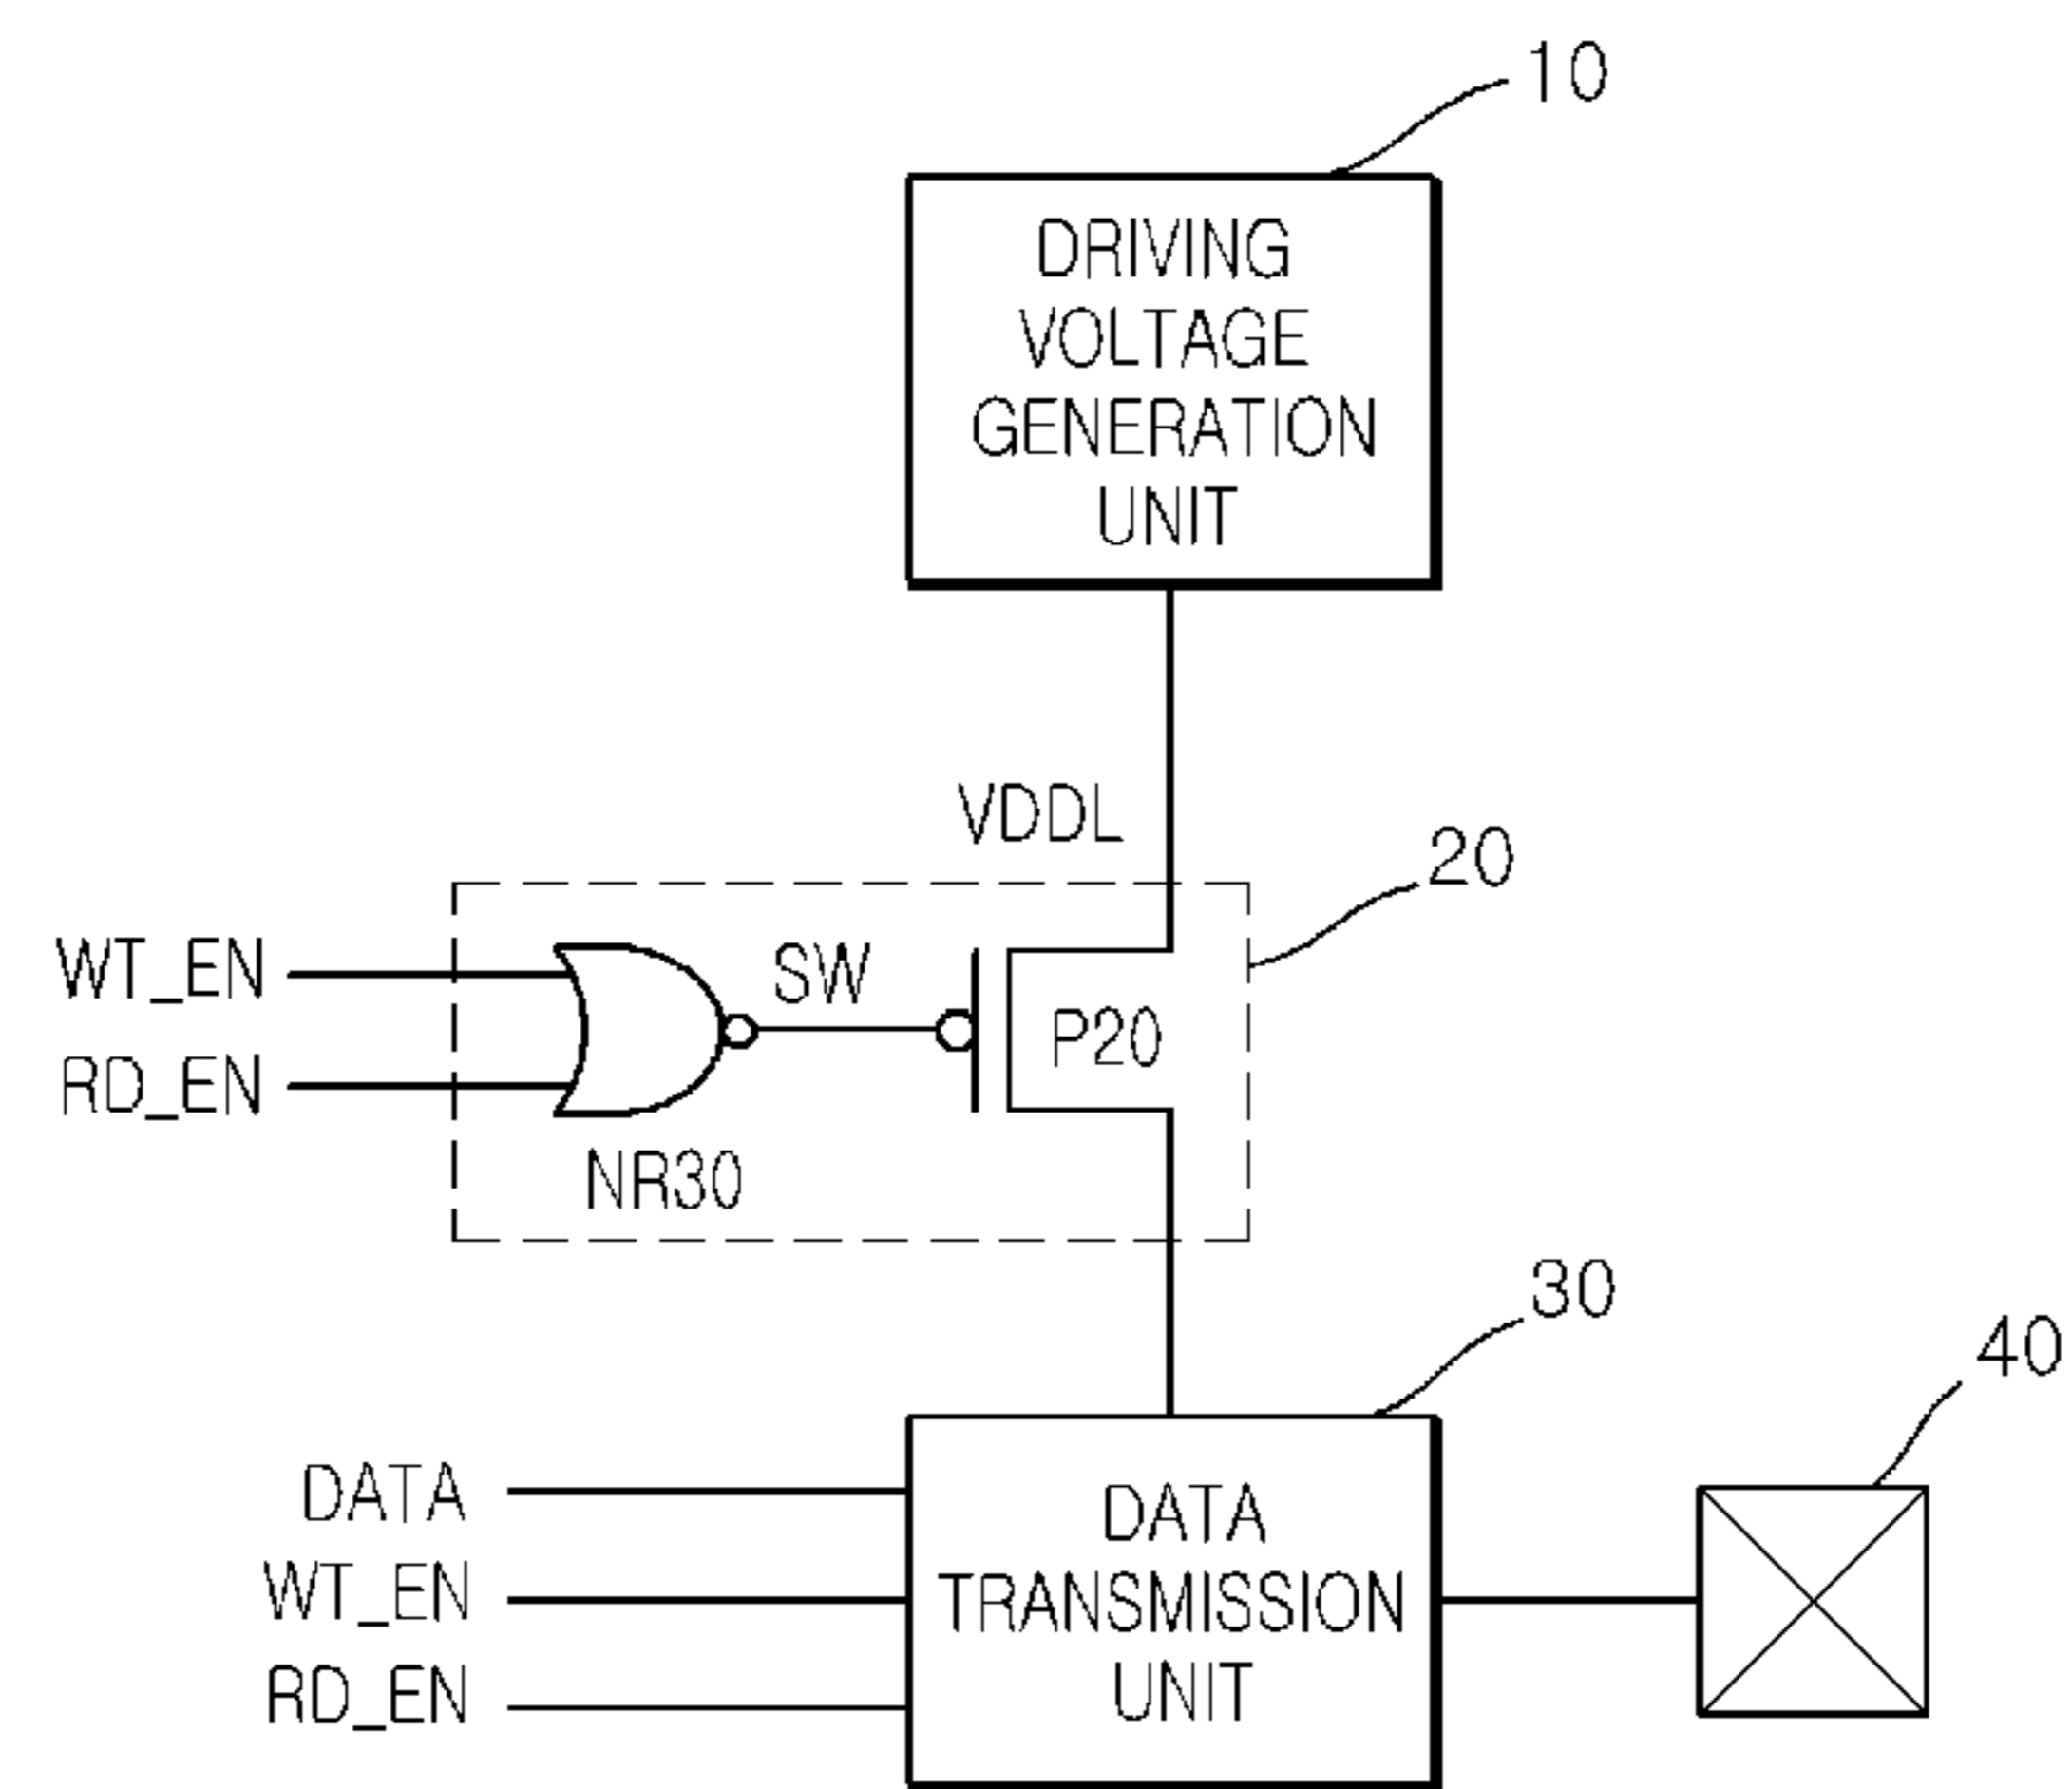 10
DRIVING
VOLTAGE
GENERATION
UNIT
VDDL
20
WT_EN
SW
P20
RD_EN
NR30
30
40
DATA
WT_EN
RD_EN
DATA
TRANSMISSION
UNIT